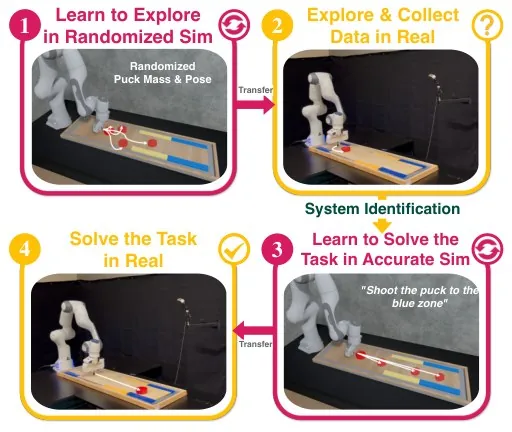 1
Learn to Explore
in Randomized Sim
Randomized
Puck Mass & Pose
Transfer
2
Explore & Collect
Data in Real
?
System Identification
3
Learn to Solve the
Task in Accurate Sim
"Shoot the puck to the
blue zone"
Transfer
4
Solve the Task
in Real